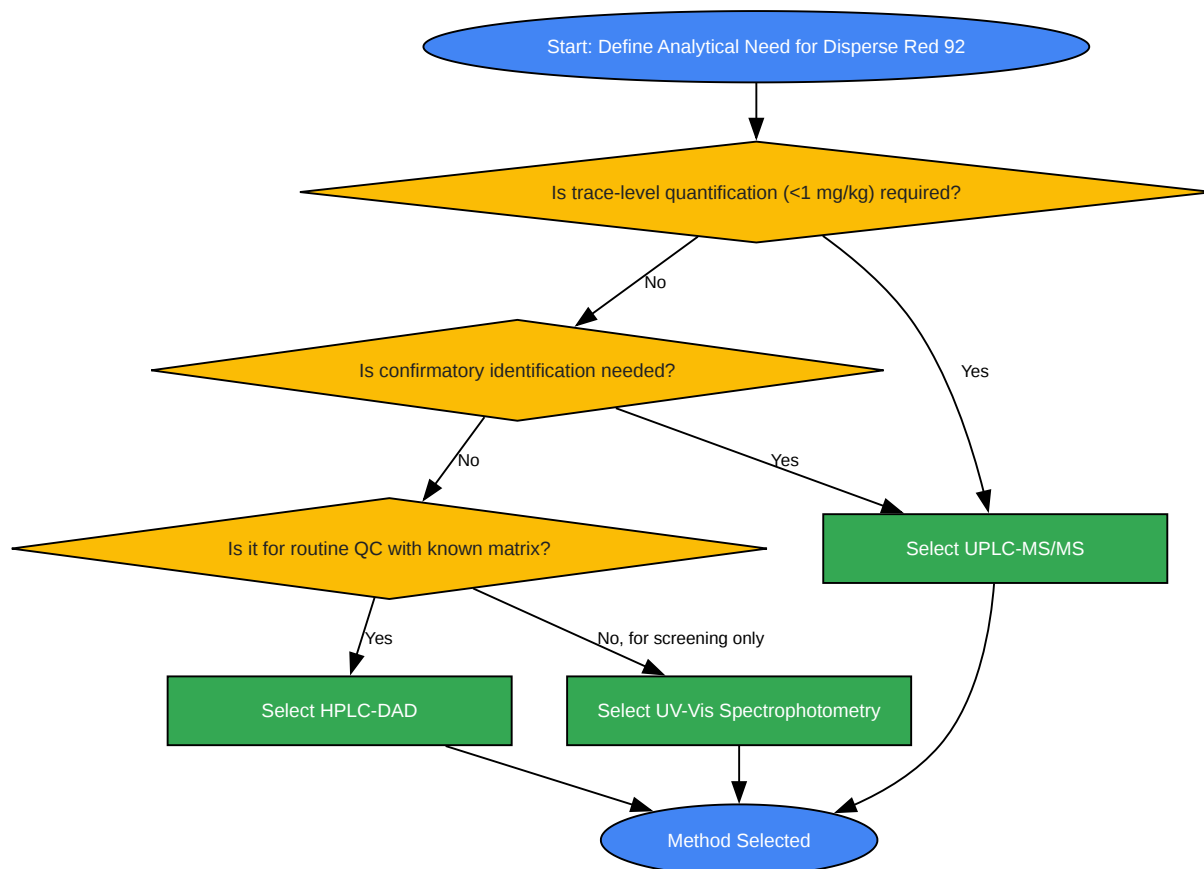 Start: Define Analytical Need for Disperse Red 92
Is trace-level quantification (<1 mg/kg) required?
No
Is confirmatory identification needed?
Yes
No
Yes
Is it for routine QC with known matrix?
Select UPLC-MS/MS
Yes
No, for screening only
Select HPLC-DAD
Select UV-Vis Spectrophotometry
Method Selected